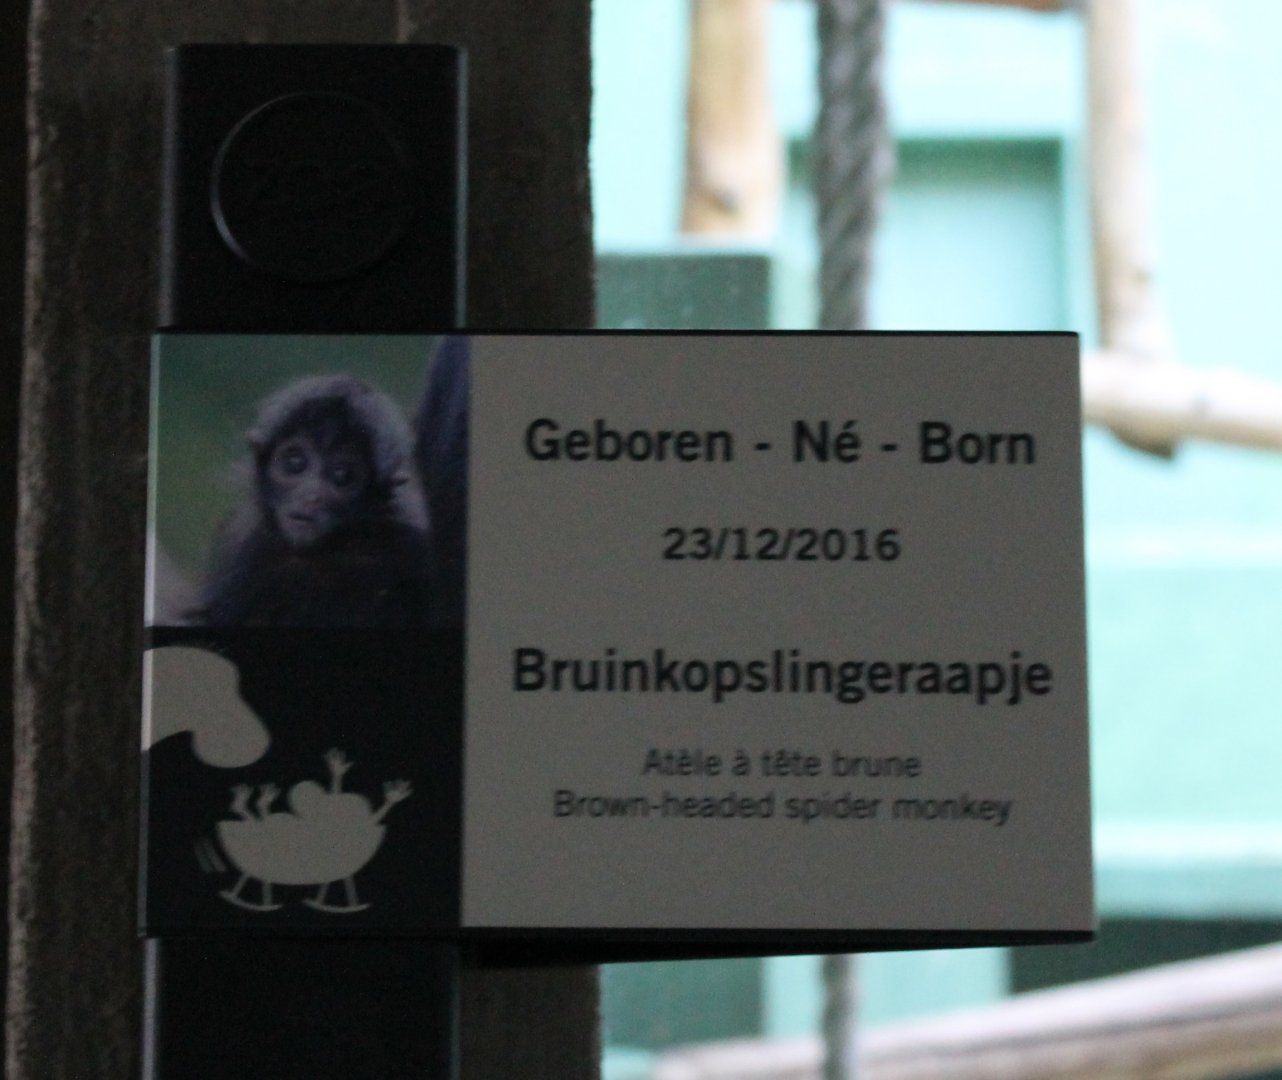 Geboren - Né - Born
23/12/2016
Bruinkopslingeraapje
Atèle à tête brune
Brown-headed spider monkey